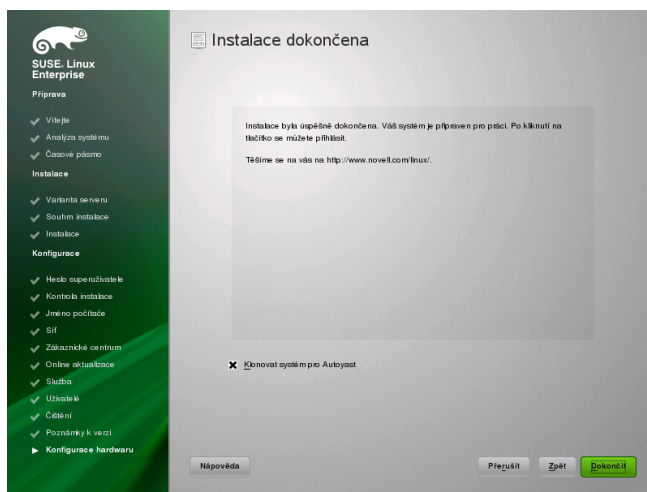 SUSE. Linux
Enterprise
Příprava
Vítejte
Analýza systému
Časové pásmo
Instalace
Varianta serveru
Souhrn instalace
Instalace
Konfigurace
Heslo superuživatele
Kontrola instalace
Jméno počítače
Síť
Zákaznické centrum
Online aktualizace
Služba
Uživatelé
Čištění
Poznámky k verzi
Konfigurace hardwaru
Instalace dokončena
Instalace byla úspěšně dokončena. Váš systém je připraven pro práci. Po kliknutí na
tlačítko se můžete přihlásit.
Těšíme se na vás na http://www.novell.com/linux/.
Klonovat systém pro Autoyast
Nápověda
Přerušit
Zpět
Dokončit